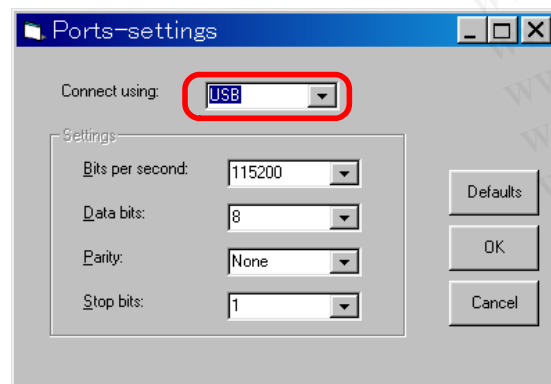 Ports-settings
Connect using: USB
Settings
Bits per second: 115200
Data bits: 8
Parity: None
Stop bits: 1
Defaults
OK
Cancel